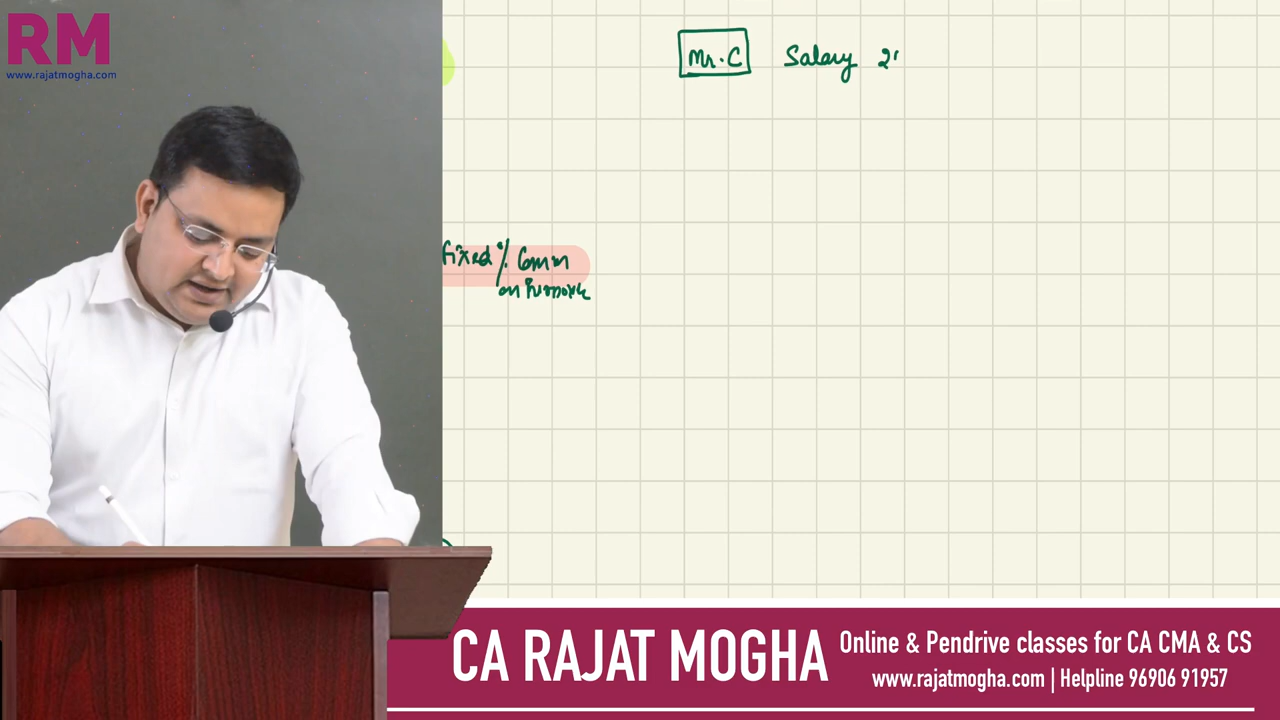 RM
www.rajatmogha.com
Mr. C Salary 2
fixed % Comm
on
CA RAJAT MOGHA
Online & Pendrive classes for CA CMA & CS
www.rajatmogha.com | Helpline 96906 91957